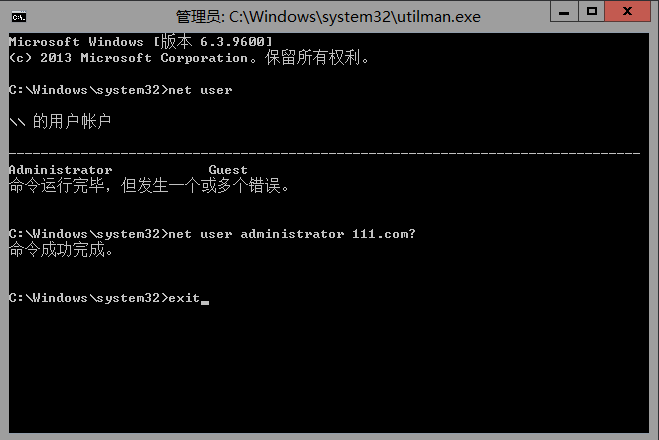 管理员: C:\Windows\system32\utilman.exe
Microsoft Windows [版本 6.3.9600]
(c) 2013 Microsoft Corporation。保留所有权利。
C:\Windows\system32>net user
\\ 的用户帐户
-------------------------------------------------------------------------------
Administrator            Guest
命令运行完毕，但发生一个或多个错误。
C:\Windows\system32>net user administrator 111.com?
命令成功完成。
C:\Windows\system32>exit